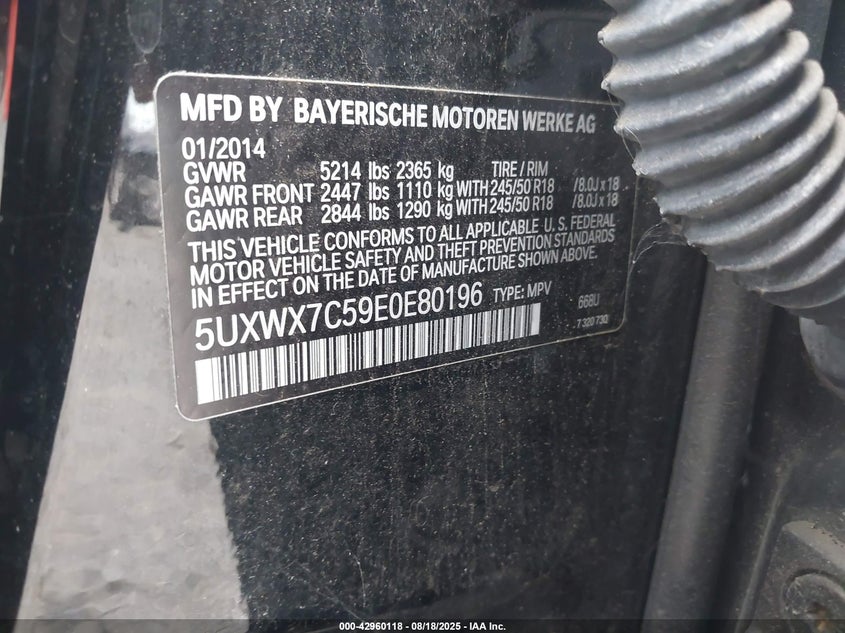 MFD BY BAYERISCHE MOTOREN WERKE AG
01/2014
GVWR 5214 lbs 2365 kg TIRE / RIM
GAWR FRONT 2447 lbs 1110 kg WITH 245/50 R18 /8.0J x 18
GAWR REAR 2844 lbs 1290 kg WITH 245/50 R18 /8.0J x 18
THIS VEHICLE CONFORMS TO ALL APPLICABLE U. S. FEDERAL
MOTOR VEHICLE SAFETY AND THEFT PREVENTION STANDARDS
IN EFFECT ON THE DATE OF MANUFACTURE SHOWN ABOVE.
5UXWX7C59E0E80196 TYPE: MPV 668U
7 320 730
000-42960118 - 08/18/2025 - IAA Inc.